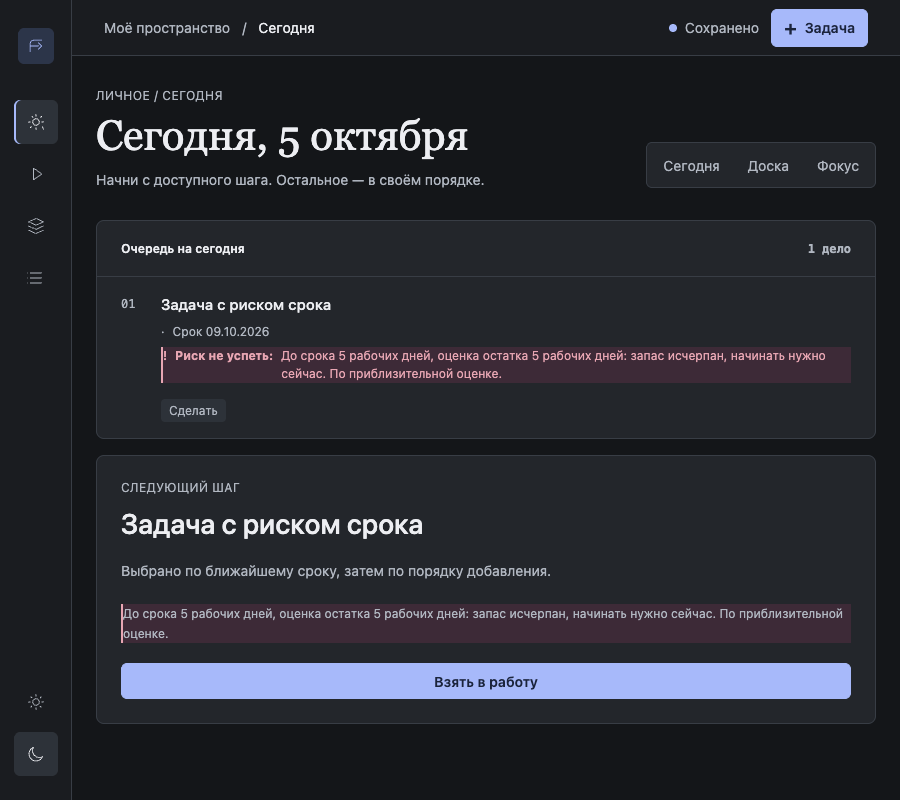 Моё пространство / Сегодня
Сохранено
+ Задача
ЛИЧНОЕ / СЕГОДНЯ
Сегодня, 5 октября
Начни с доступного шага. Остальное — в своём порядке.
Сегодня Доска Фокус
Очередь на сегодня
1 дело
01
Задача с риском срока
· Срок 09.10.2026
! Риск не успеть: До срока 5 рабочих дней, оценка остатка 5 рабочих дней: запас исчерпан, начинать нужно
сейчас. По приблизительной оценке.
Сделать
СЛЕДУЮЩИЙ ШАГ
Задача с риском срока
Выбрано по ближайшему сроку, затем по порядку добавления.
До срока 5 рабочих дней, оценка остатка 5 рабочих дней: запас исчерпан, начинать нужно сейчас. По приблизительной
оценке.
Взять в работу